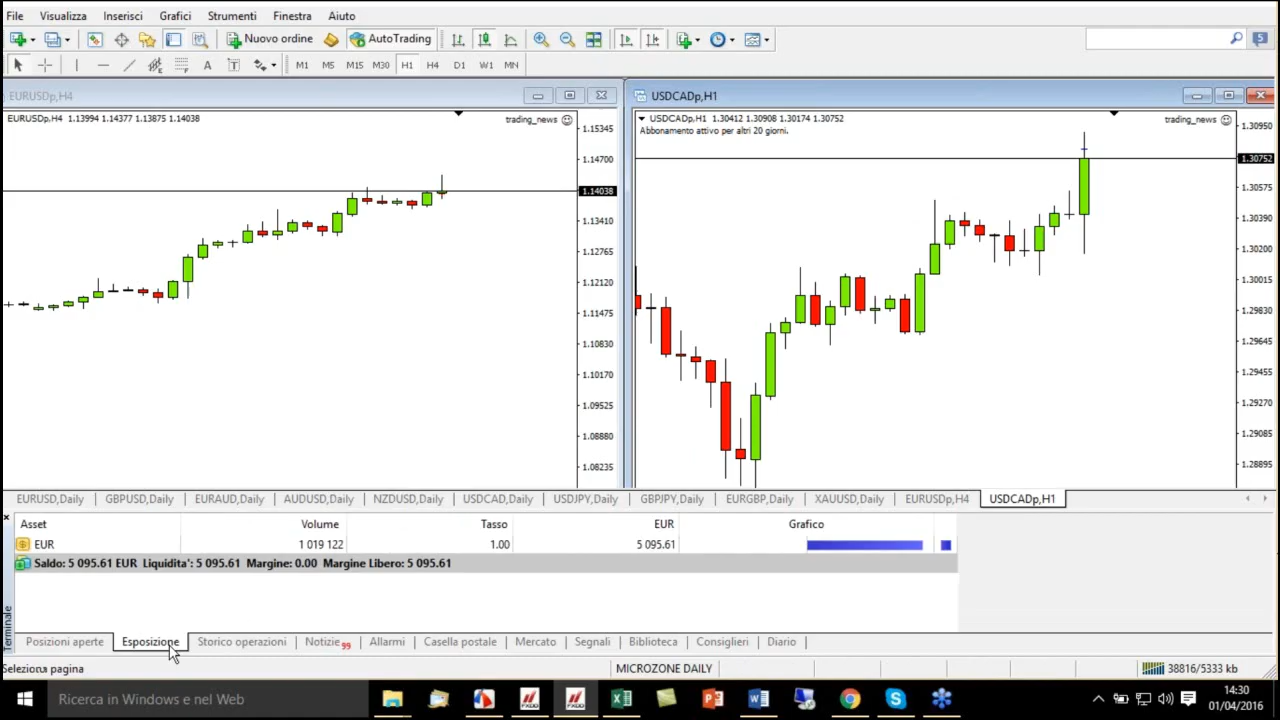 File Visualizza Inserisci Grafici Strumenti Finestra Aiuto
Nuovo ordine AutoTrading 5
A T M1 M5 M15 M30 H1 H4 D1 W1 MN
EURUSDp,H4
EURUSDp,H4 1.13994 1.14377 1.13875 1.14038
trading_news
1.15345
1.14700
1.14038
1.13410
1.12765
1.12120
1.11475
1.10830
1.10170
1.09525
1.08880
1.08235
USDCADp,H1
USDCADp,H1 1.30412 1.30908 1.30174 1.30752
Abbonamento attivo per altri 20 giorni.
trading_news
1.30950
1.30752
1.30575
1.30390
1.30200
1.30015
1.29830
1.29645
1.29455
1.29270
1.29085
1.28895
EURUSD,Daily GBPUSD,Daily EURAUD,Daily AUDUSD,Daily NZDUSD,Daily USDCAD,Daily USDJPY,Daily GBPJPY,Daily EURGBP,Daily XAUUSD,Daily EURUSDp,H4 USDCADp,H1
Asset Volume Tasso EUR Grafico
EUR 1 019 122 1.00 5 095.61
Saldo: 5 095.61 EUR Liquidita': 5 095.61 Margine: 0.00 Margine Libero: 5 095.61
Terminale
Posizioni aperte Esposizione Storico operazioni Notizie 99 Allarmi Casella postale Mercato Segnali Biblioteca Consiglieri Diario
Seleziona pagina MICROZONE DAILY 38816/5333 kb
Ricerca in Windows e nel Web
FXDD
FXDD
14:30
01/04/2016